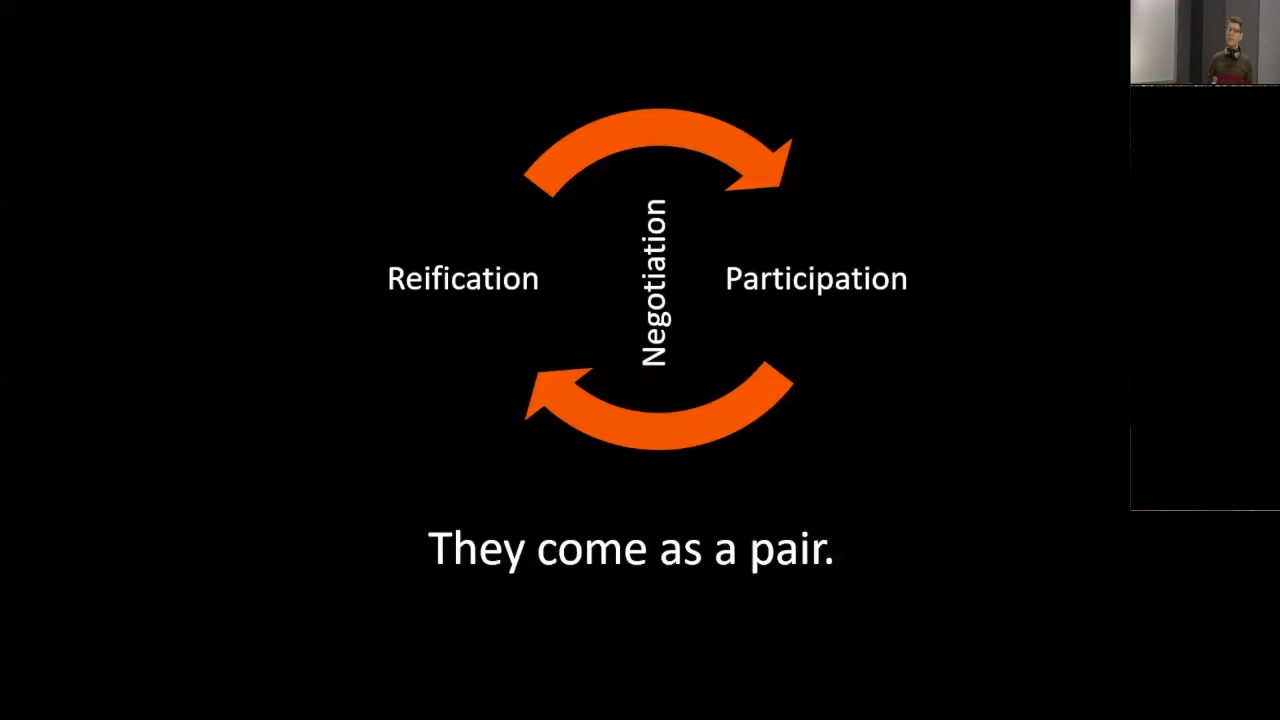 Reification
Negotiation
Participation
They come as a pair.